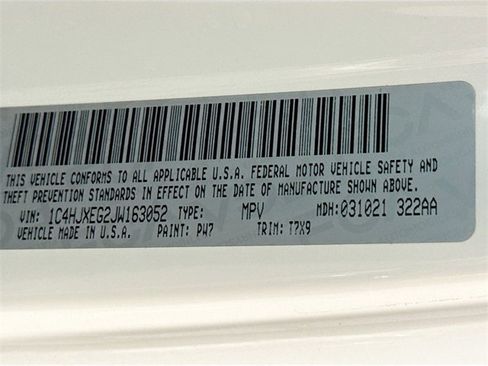 THIS VEHICLE CONFORMS TO ALL APPLICABLE U.S.A. FEDERAL MOTOR VEHICLE SAFETY AND
THEFT PREVENTION STANDARDS IN EFFECT ON THE DATE OF MANUFACTURE SHOWN ABOVE.
VIN: 1C4HJXEG2JW163052 TYPE: MPV MDH:031021 322AA
VEHICLE MADE IN U.S.A. PAINT: PW7 TRIM: T7X9